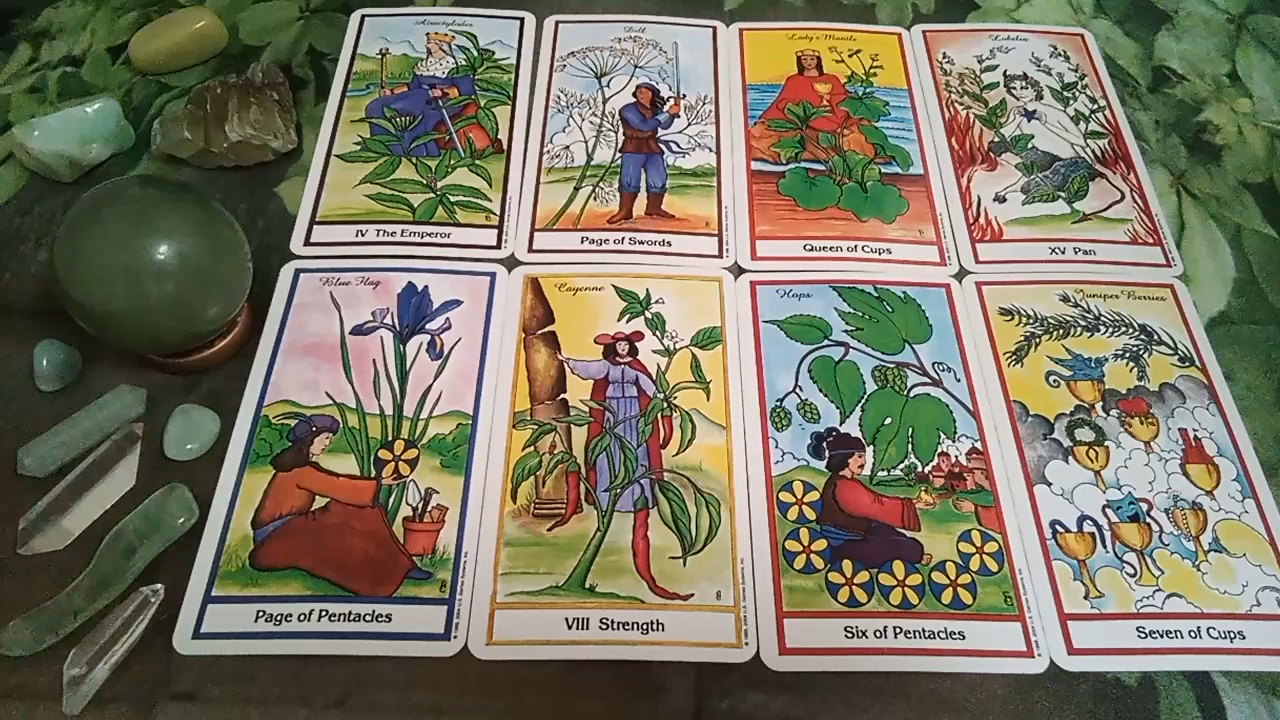 Atractylodes
IV The Emperor
Dill
Page of Swords
Lady's Mantle
Queen of Cups
Lobelia
XV Pan
Blue Flag
Page of Pentacles
Cayenne
VIII Strength
Hops
Six of Pentacles
Juniper Berries
Seven of Cups